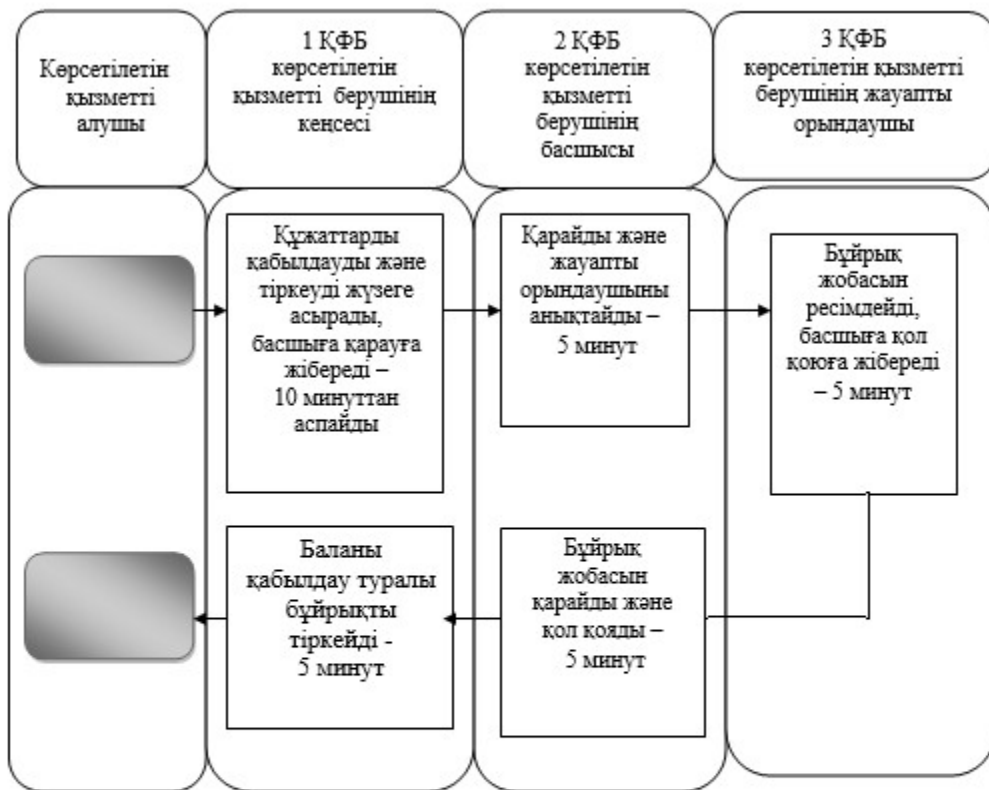 Көрсетілетін
қызметті
алушы
1 ҚФБ
көрсетілетін
қызметті берушінің
кеңсесі
2 ҚФБ
көрсетілетін
қызметті
берушінің
басшысы
3 ҚФБ
көрсетілетін қызметті
берушінің жауапты
орындаушы
Құжаттарды
қабылдауды және
тіркеуді жүзеге
асырады,
басшыға қарауға
жібереді –
10 минуттан
аспайды
Қарайды және
жауапты
орындаушыны
анықтайды –
5 минут
Бұйрық
жобасын
ресімдейді,
басшыға қол
қоюға жібереді
– 5 минут
Баланы
қабылдау туралы
бұйрықты
тіркейді -
5 минут
Бұйрық
жобасын
қарайды және
қол қояды –
5 минут